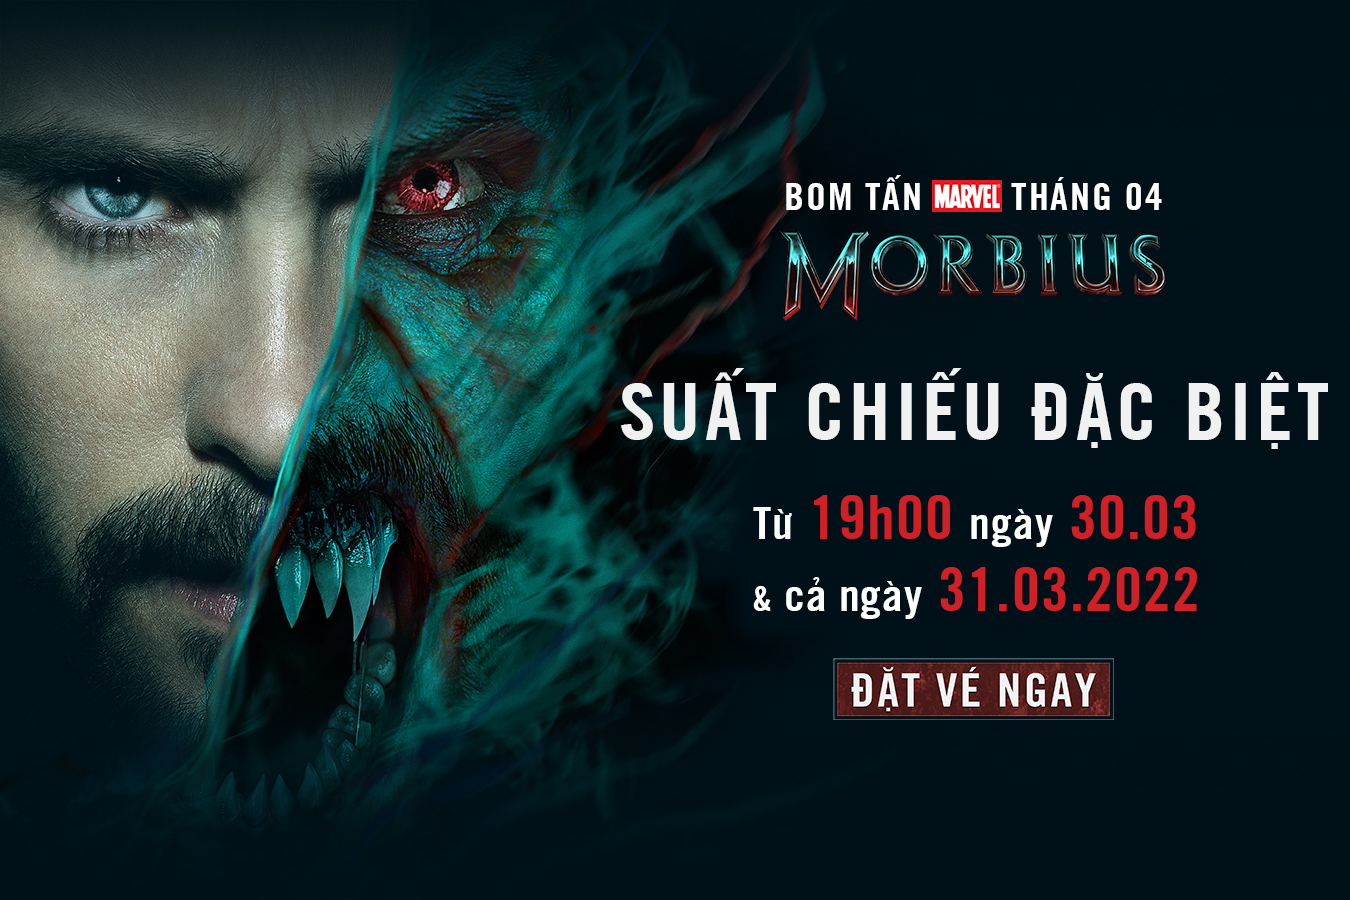 BOM TẤN MARVEL THÁNG 04
MORBIUS
SUẤT CHIẾU ĐẶC BIỆT
Từ 19h00 ngày 30.03
& cả ngày 31.03.2022
ĐẶT VÉ NGAY